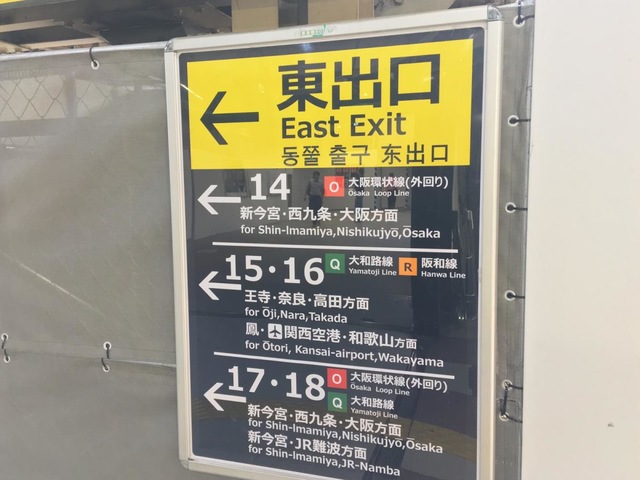 東出口
East Exit
동쪽 출구 东出口
14 O 大阪環状線(外回り)
Osaka Loop Line
新今宮・西九条・大阪方面
for Shin-Imamiya,Nishikujyō,Ōsaka
15・16 Q 大和路線 R 阪和線
Yamatoji Line Hanwa Line
王寺・奈良・高田方面
for Ōji,Nara,Takada
鳳・関西空港・和歌山方面
for Ōtori, Kansai-airport,Wakayama
17・18 O 大阪環状線(外回り)
Osaka Loop Line
Q 大和路線
Yamatoji Line
新今宮・西九条・大阪方面
for Shin-Imamiya,Nishikujyō,Ōsaka
新今宮・JR難波方面
for Shin-Imamiya,JR-Namba